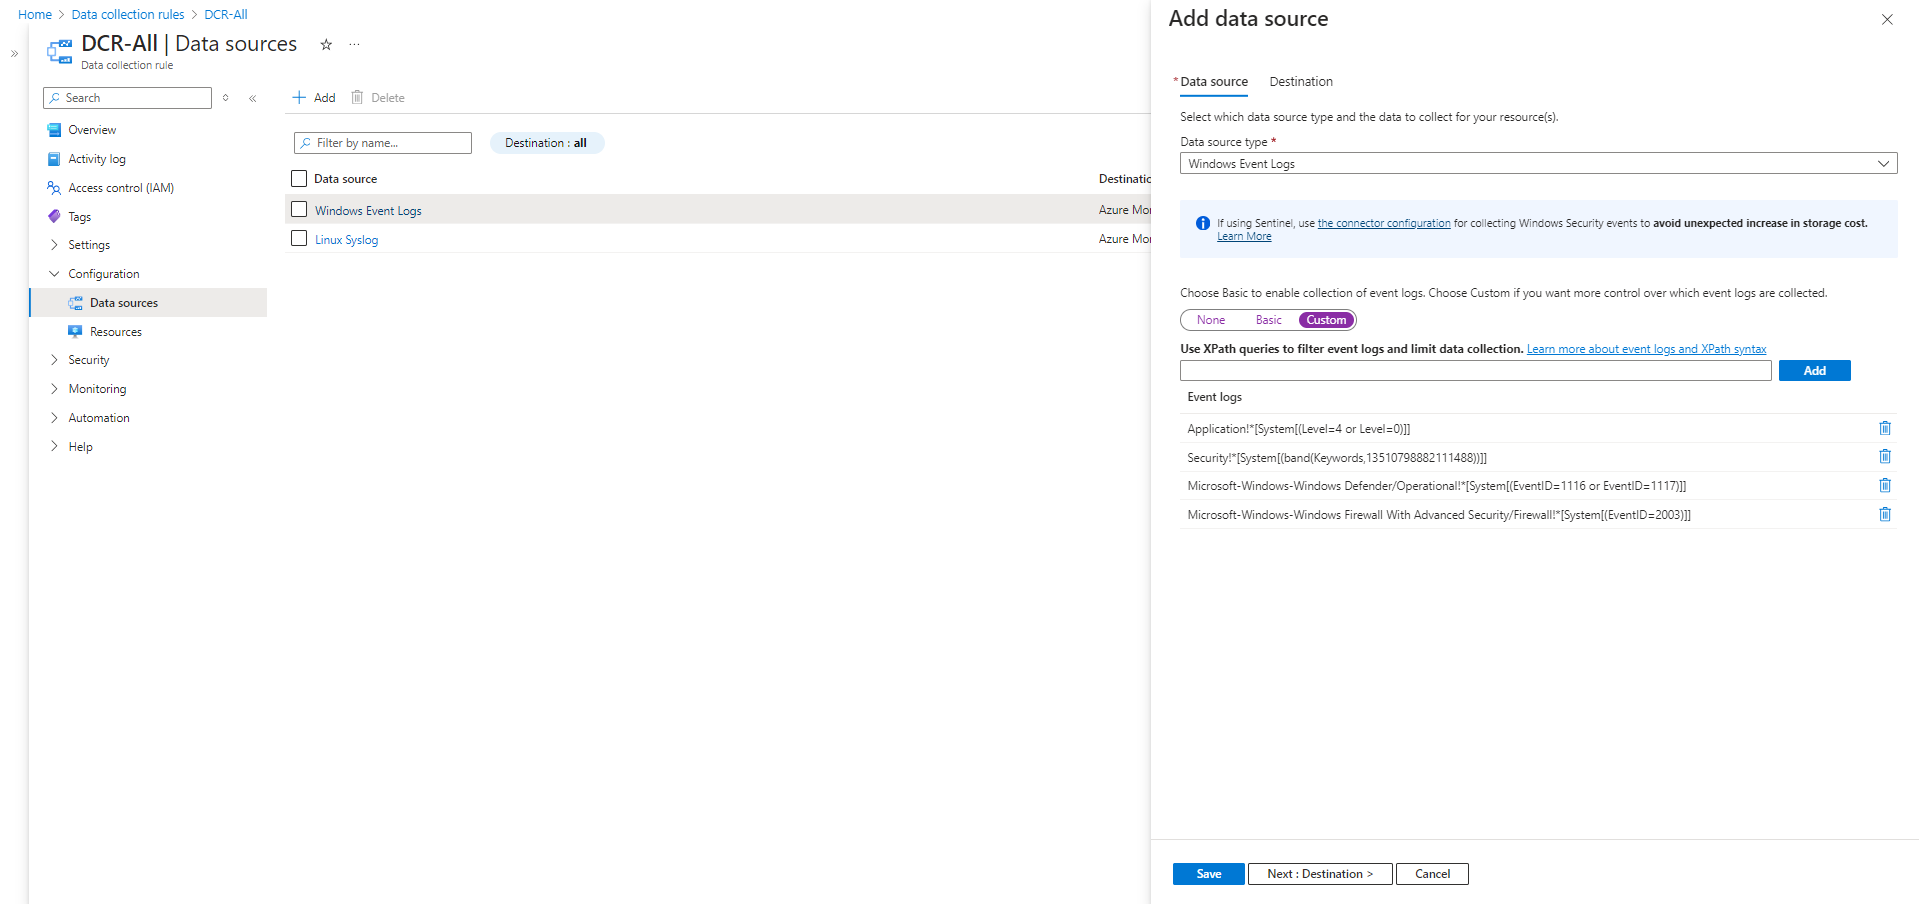 Home > Data collection rules > DCR-All
DCR-All | Data sources
Data collection rule
Search
Overview
Activity log
Access control (IAM)
Tags
Settings
Configuration
Data sources
Resources
Security
Monitoring
Automation
Help
Add Delete
Filter by name...
Destination : all
Data source Destinatic
Windows Event Logs Azure Mor
Linux Syslog Azure Mor
Add data source
* Data source Destination
Select which data source type and the data to collect for your resource(s).
Data source type *
Windows Event Logs
If using Sentinel, use the connector configuration for collecting Windows Security events to avoid unexpected increase in storage cost.
Learn More
Choose Basic to enable collection of event logs. Choose Custom if you want more control over which event logs are collected.
None Basic Custom
Use XPath queries to filter event logs and limit data collection. Learn more about event logs and XPath syntax
Add
Event logs
Application!*[System[(Level=4 or Level=0)]]
Security!*[System[(band(Keywords,13510798882111488))]]
Microsoft-Windows-Windows Defender/Operational!*[System[(EventID=1116 or EventID=1117)]]
Microsoft-Windows-Windows Firewall With Advanced Security/Firewall!*[System[(EventID=2003)]]
Save Next : Destination > Cancel